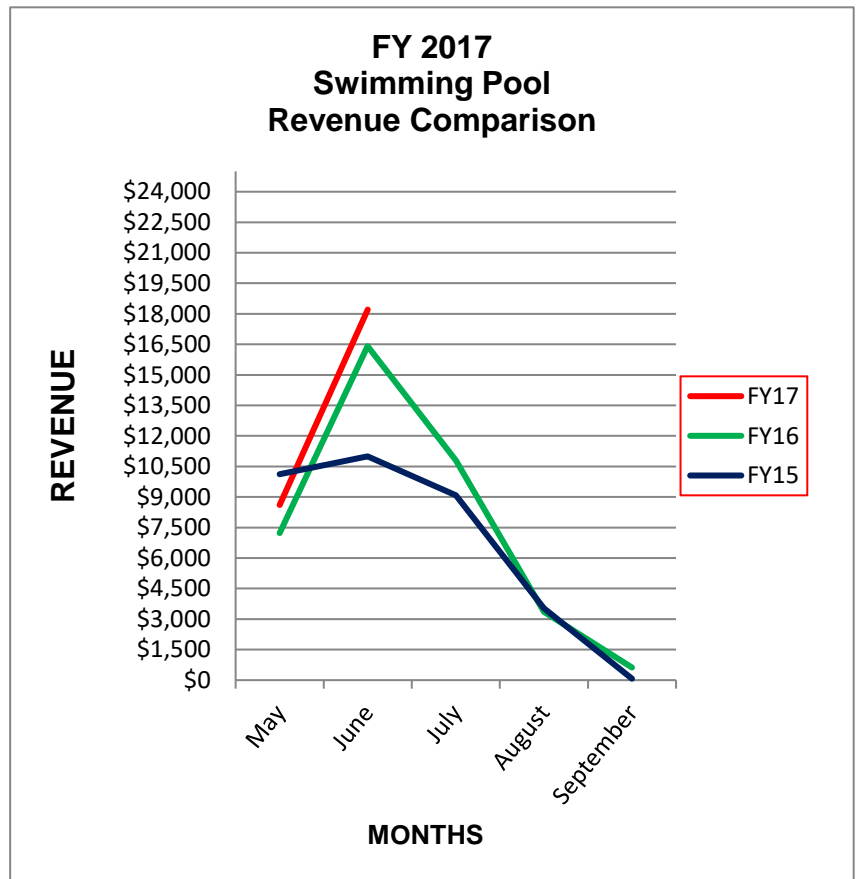 FY 2017
Swimming Pool
Revenue Comparison
REVENUE
$24,000
$22,500
$21,000
$19,500
$18,000
$16,500
$15,000
$13,500
$12,000
$10,500
$9,000
$7,500
$6,000
$4,500
$3,000
$1,500
$0
May
June
July
August
September
MONTHS
FY17
FY16
FY15